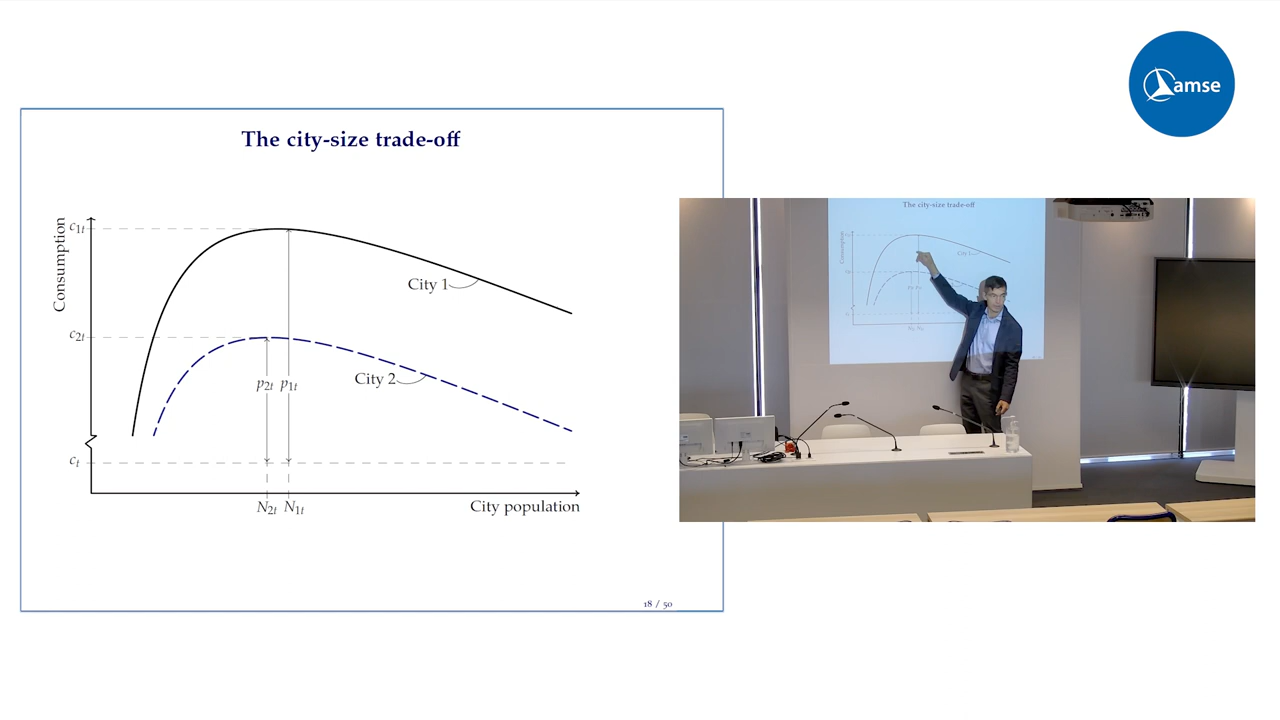 amse
The city-size trade-off
Consumption
c1t
City 1
c2t
p2t p1t
City 2
ct
N2t N1t
City population
18 / 50
The city-size trade-off